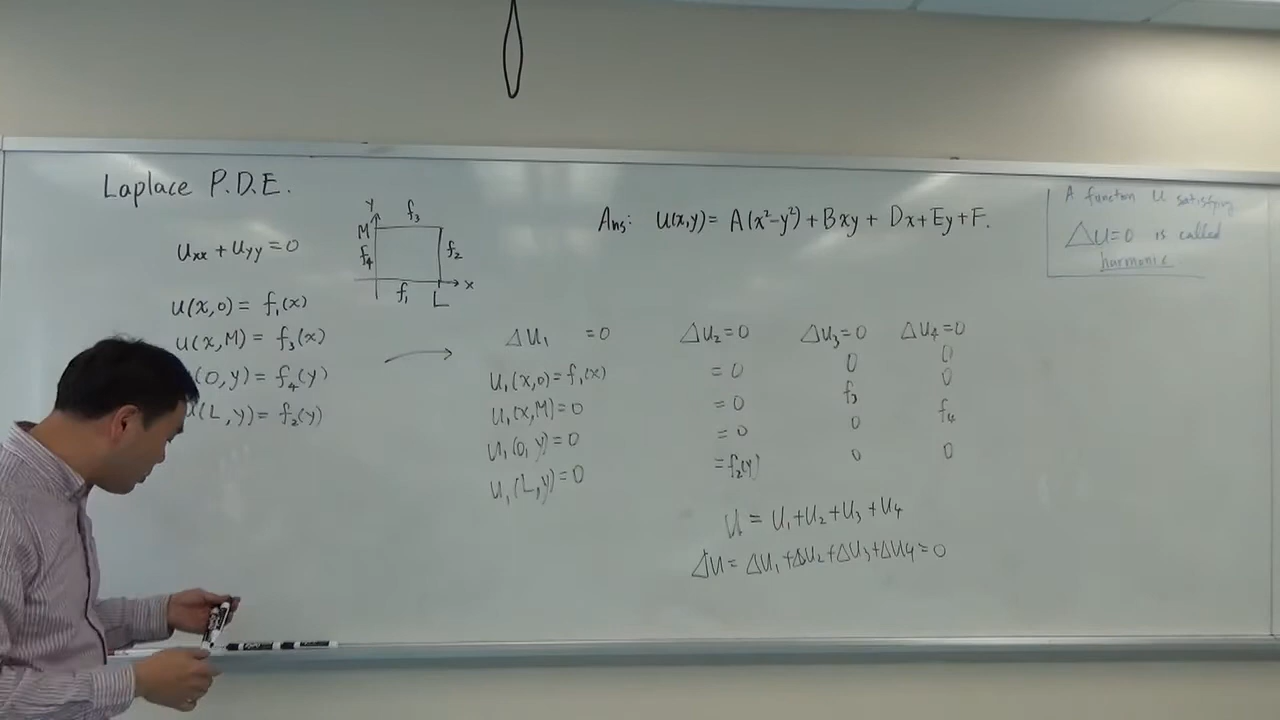 Laplace P.D.E.
Uxx + Uyy = 0
u(x,0) = f₁(x)
u(x,M) = f₃(x)
(0,y) = f₄(y)
(L,y) = f₂(y)
y
M
f₃
f₄
f₂
f₁
L
x
Ans: u(x,y) = A(x²-y²) + Bxy + Dx + Ey + F.
A function u satisfying
Δu=0 is called
harmonic
Δu₁ = 0
u₁(x,0) = f₁(x)
u₁(x,M) = 0
u₁(0,y) = 0
u₁(L,y) = 0
Δu₂ = 0
= 0
= 0
= 0
= f₂(y)
Δu₃ = 0
0
f₃
0
0
Δu₄ = 0
0
0
f₄
0
u = u₁ + u₂ + u₃ + u₄
Δu = Δu₁ + Δu₂ + Δu₃ + Δu₄ = 0